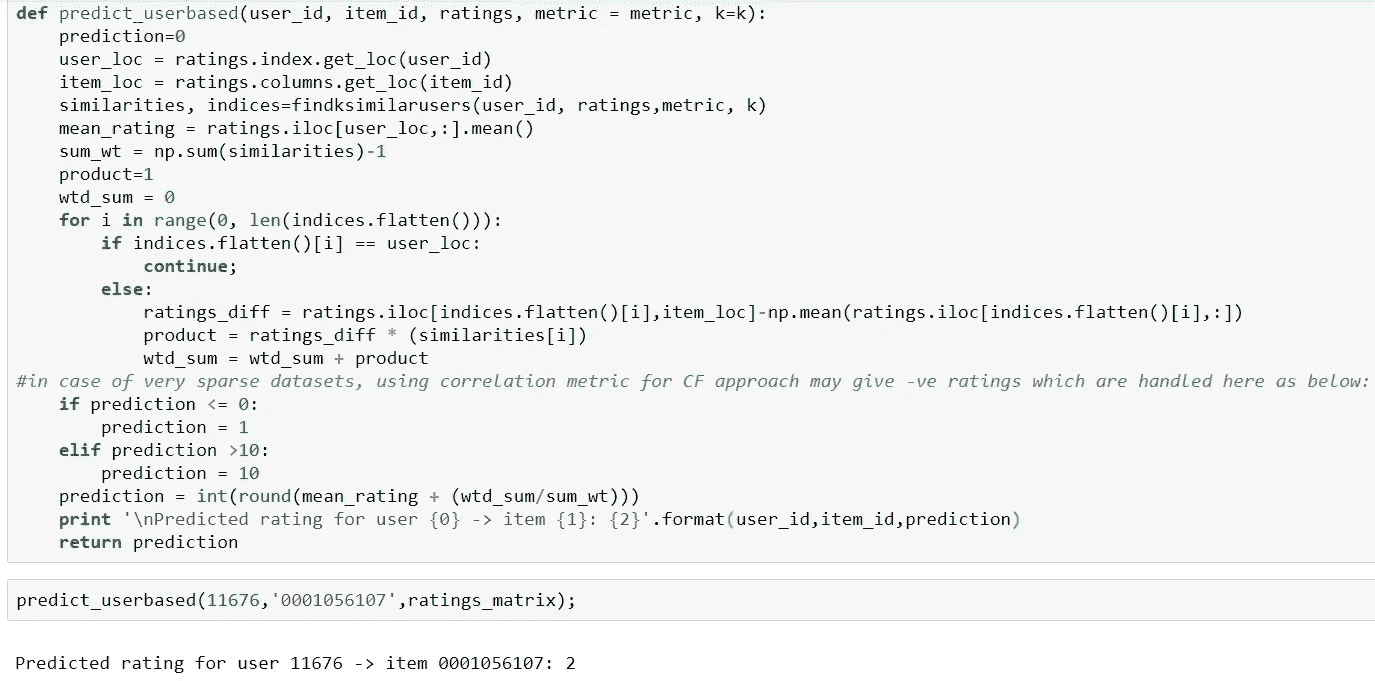 def predict_userbased(user_id, item_id, ratings, metric = metric, k=k):
    prediction=0
    user_loc = ratings.index.get_loc(user_id)
    item_loc = ratings.columns.get_loc(item_id)
    similarities, indices=findksimilarusers(user_id, ratings,metric, k)
    mean_rating = ratings.iloc[user_loc,:].mean()
    sum_wt = np.sum(similarities)-1
    product=1
    wtd_sum = 0
    for i in range(0, len(indices.flatten())):
        if indices.flatten()[i] == user_loc:
            continue;
        else:
            ratings_diff = ratings.iloc[indices.flatten()[i],item_loc]-np.mean(ratings.iloc[indices.flatten()[i],:])
            product = ratings_diff * (similarities[i])
            wtd_sum = wtd_sum + product
#in case of very sparse datasets, using correlation metric for CF approach may give -ve ratings which are handled here as below:
    if prediction <= 0:
        prediction = 1
    elif prediction >10:
        prediction = 10
    prediction = int(round(mean_rating + (wtd_sum/sum_wt)))
    print '\nPredicted rating for user {0} -> item {1}: {2}'.format(user_id,item_id,prediction)
    return prediction
predict_userbased(11676,'0001056107',ratings_matrix);
Predicted rating for user 11676 -> item 0001056107: 2